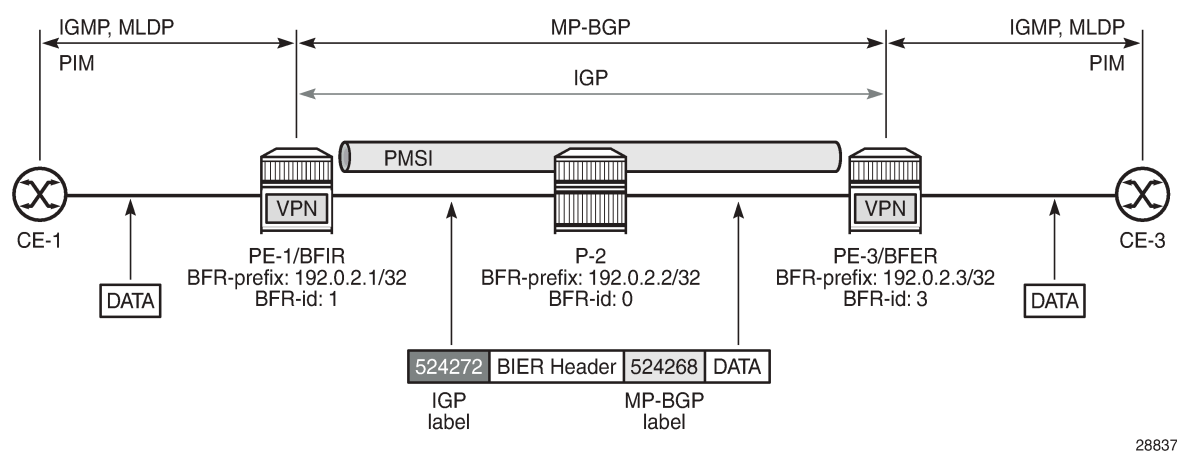 IGMP, MLDP
MP-BGP
IGMP, MLDP
PIM
PIM
IGP
PMSI
VPN
VPN
CE-1
CE-3
PE-1/BFIR
BFR-prefix: 192.0.2.1/32
BFR-id: 1
P-2
BFR-prefix: 192.0.2.2/32
BFR-id: 0
PE-3/BFER
BFR-prefix: 192.0.2.3/32
BFR-id: 3
DATA
DATA
524272 BIER Header 524268 DATA
IGP
label
MP-BGP
label
28837